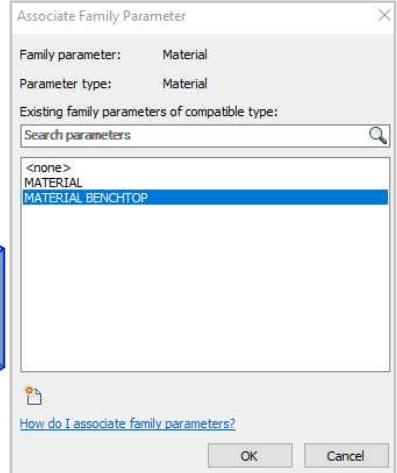 Associate Family Parameter
Family parameter: Material
Parameter type: Material
Existing family parameters of compatible type:
Search parameters
<none>
MATERIAL
MATERIAL BENCHTOP
How do I associate family parameters?
OK Cancel